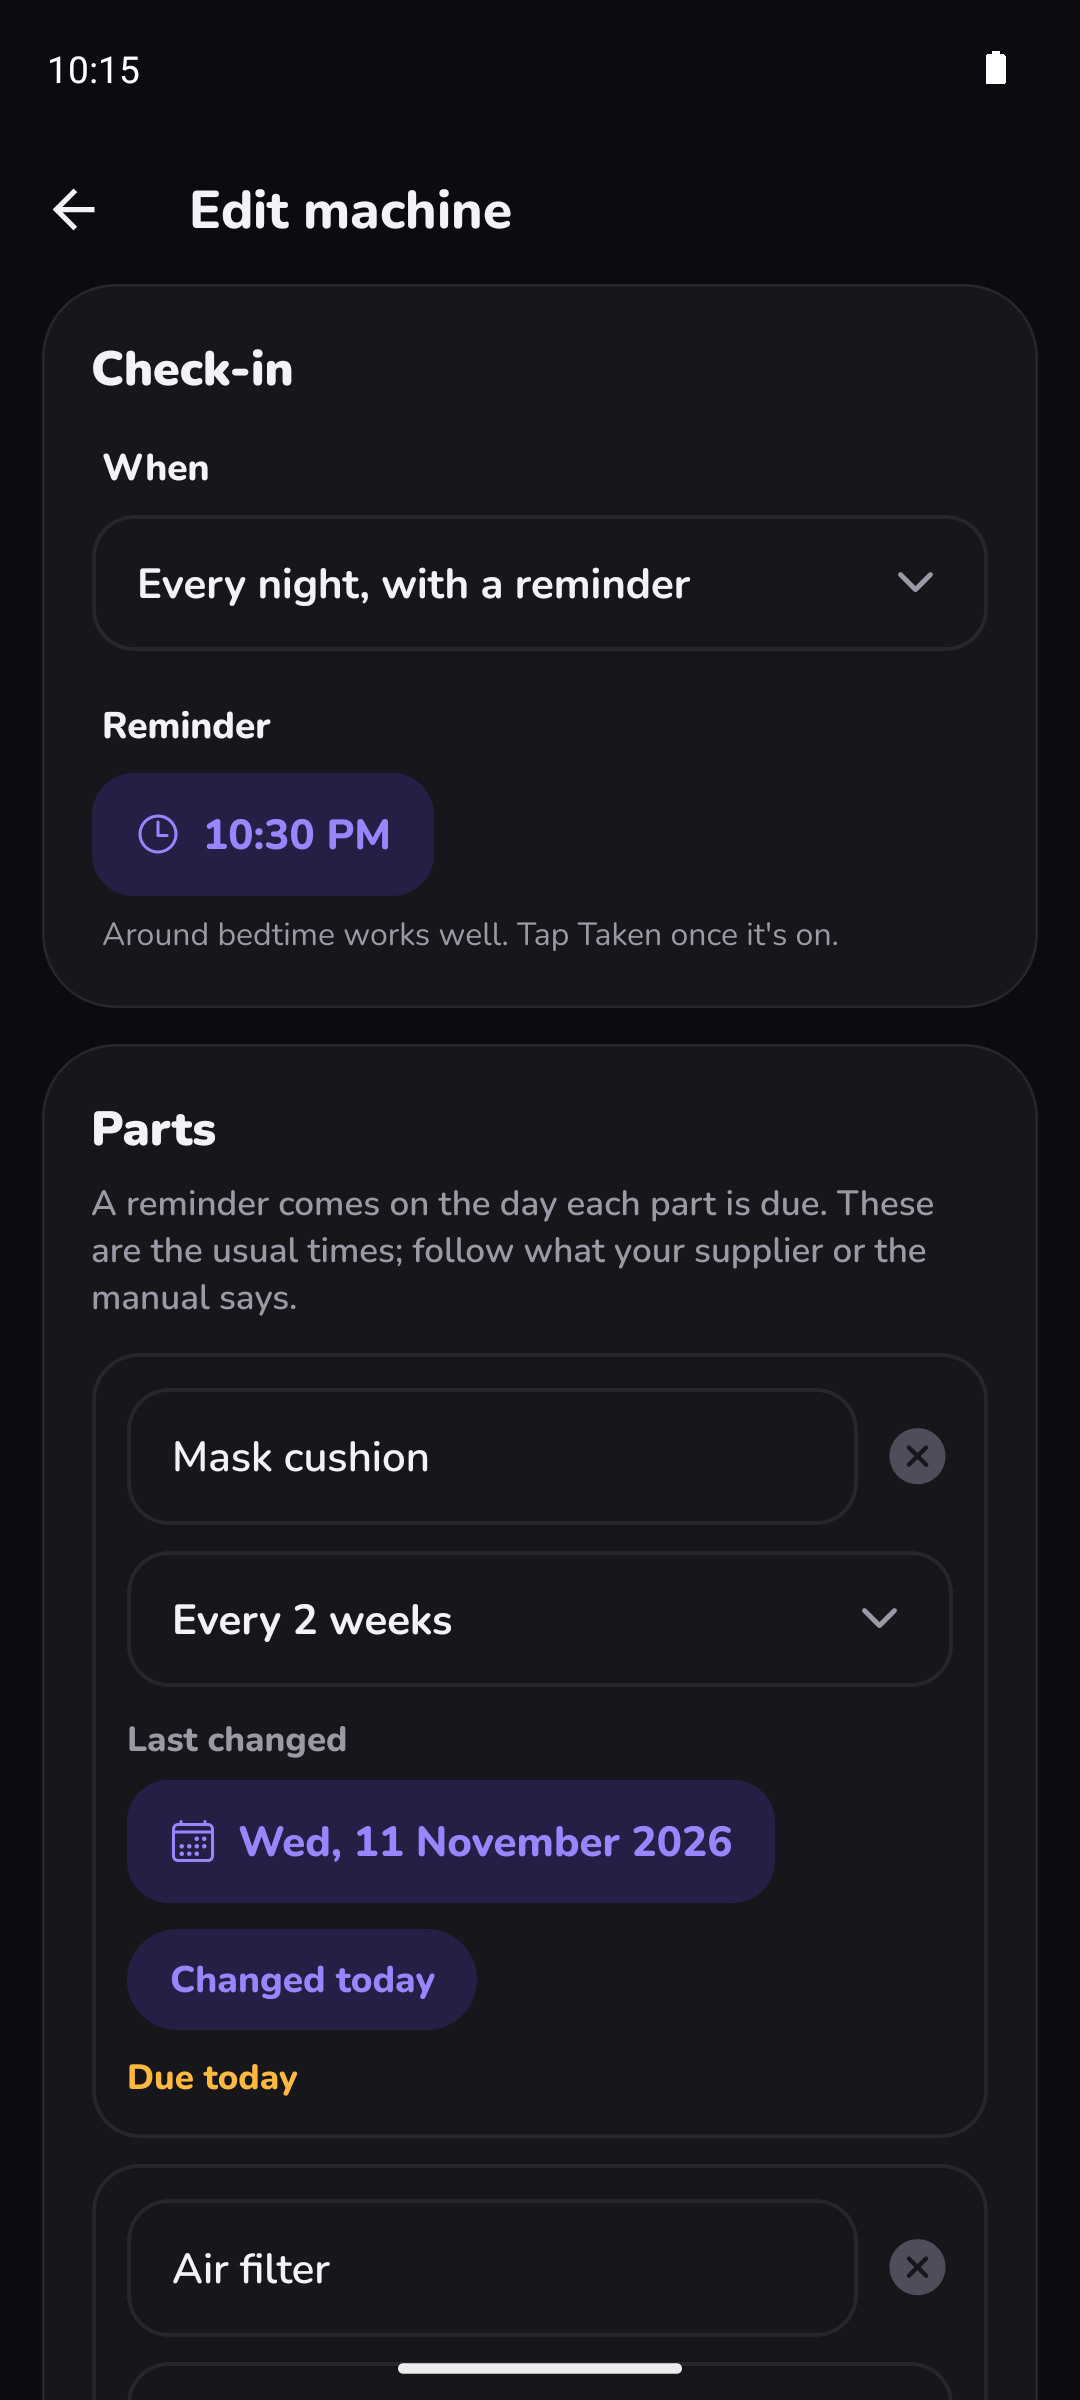 10:15
Edit machine
Check-in
When
Every night, with a reminder
Reminder
10:30 PM
Around bedtime works well. Tap Taken once it's on.
Parts
A reminder comes on the day each part is due. These
are the usual times; follow what your supplier or the
manual says.
Mask cushion
Every 2 weeks
Last changed
Wed, 11 November 2026
Changed today
Due today
Air filter